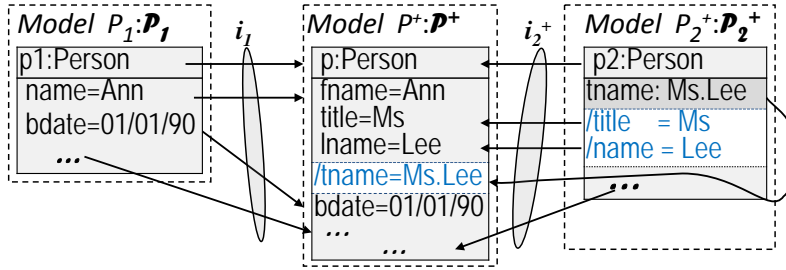 Model P1:P1
p1:Person
name=Ann
bdate=01/01/90
...
i1
Model P+:P+
p:Person
fname=Ann
title=Ms
lname=Lee
/tname=Ms.Lee
bdate=01/01/90
...
...
i2+
Model P2+:P2+
p2:Person
tname: Ms.Lee
/title = Ms
/name = Lee
...